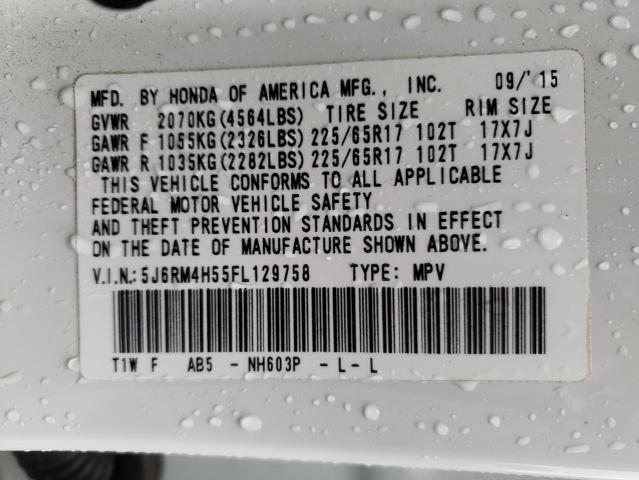 MFD. BY HONDA OF AMERICA MFG., INC. 09/'15
GVWR 2070KG(4564LBS) TIRE SIZE RIM SIZE
GAWR F 1055KG(2326LBS) 225/65R17 102T 17X7J
GAWR R 1035KG(2282LBS) 225/65R17 102T 17X7J
THIS VEHICLE CONFORMS TO ALL APPLICABLE
FEDERAL MOTOR VEHICLE SAFETY
AND THEFT PREVENTION STANDARDS IN EFFECT
ON THE DATE OF MANUFACTURE SHOWN ABOVE.
V.I.N.: 5J6RM4H55FL129758 TYPE: MPV
T1W F AB5 - NH603P - L - L